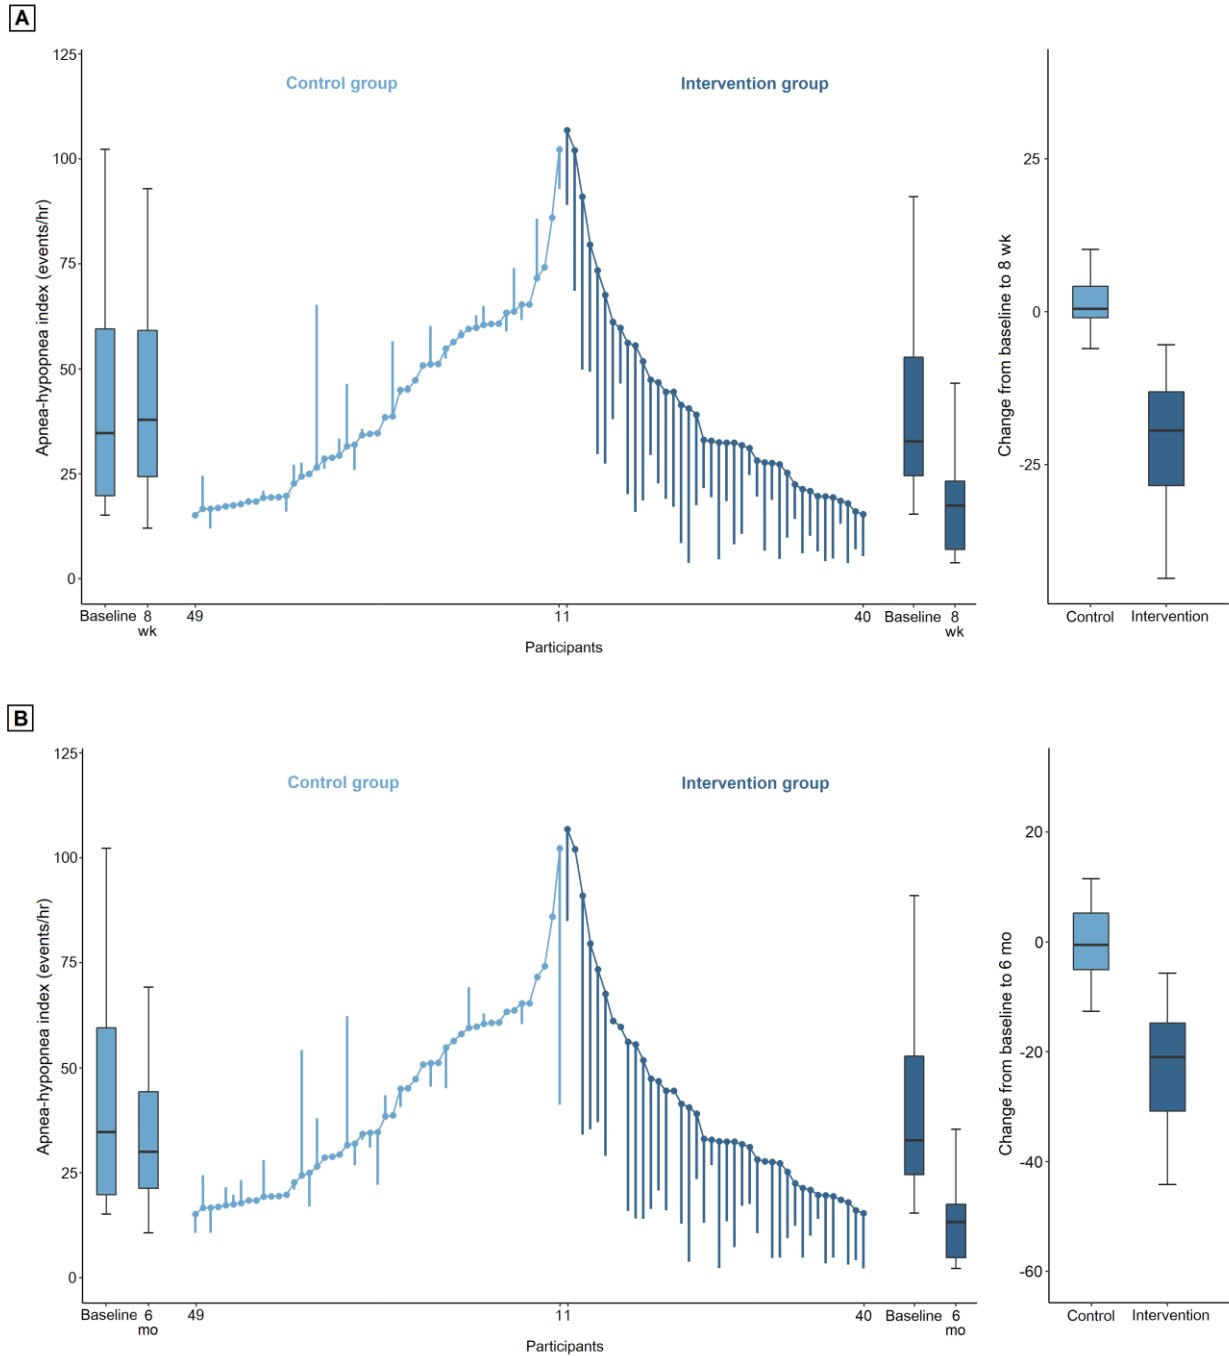 A
Control group
Intervention group
Apnea-hypopnea index (events/hr)
125
100
75
50
25
0
Baseline 8 wk
49
11
40
Baseline 8 wk
Participants
Change from baseline to 8 wk
25
0
-25
Control
Intervention
B
Control group
Intervention group
Apnea-hypopnea index (events/hr)
125
100
75
50
25
0
Baseline 6 mo
49
11
40
Baseline 6 mo
Participants
Change from baseline to 6 mo
20
0
-20
-40
-60
Control
Intervention